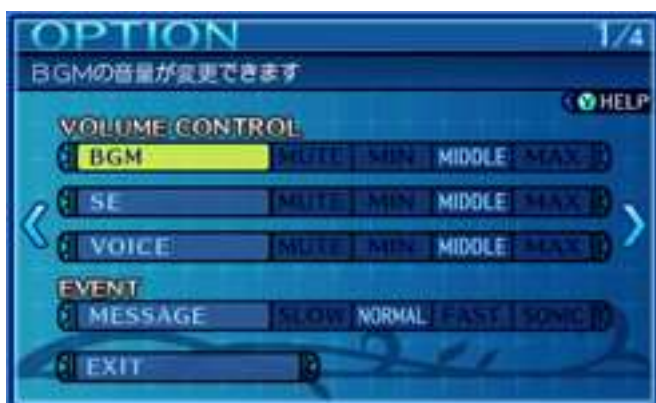 OPTION 1/4
BGMの音量が変更できます
Y HELP
VOLUME CONTROL
BGM MUTE MIN MIDDLE MAX
SE MUTE MIN MIDDLE MAX
VOICE MUTE MIN MIDDLE MAX
EVENT
MESSAGE SLOW NORMAL FAST SONIC
EXIT